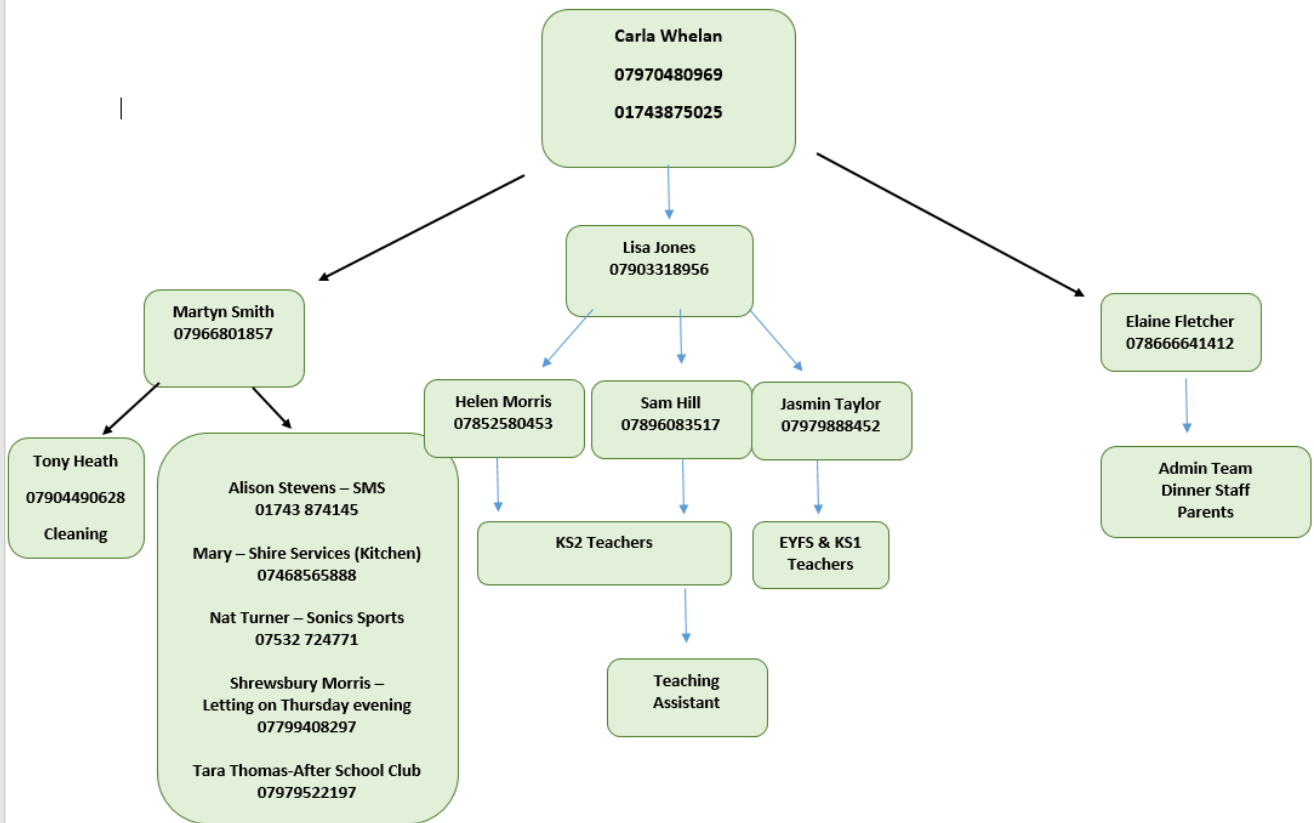 Carla Whelan
07970480969
01743875025
Lisa Jones
07903318956
Martyn Smith
07966801857
Elaine Fletcher
078666641412
Helen Morris
07852580453
Sam Hill
07896083517
Jasmin Taylor
07979888452
Tony Heath
07904490628
Cleaning
Alison Stevens – SMS
01743 874145
Mary – Shire Services (Kitchen)
07468565888
Nat Turner – Sonics Sports
07532 724771
Shrewsbury Morris –
Letting on Thursday evening
07799408297
Tara Thomas-After School Club
07979522197
KS2 Teachers
EYFS & KS1
Teachers
Admin Team
Dinner Staff
Parents
Teaching
Assistant